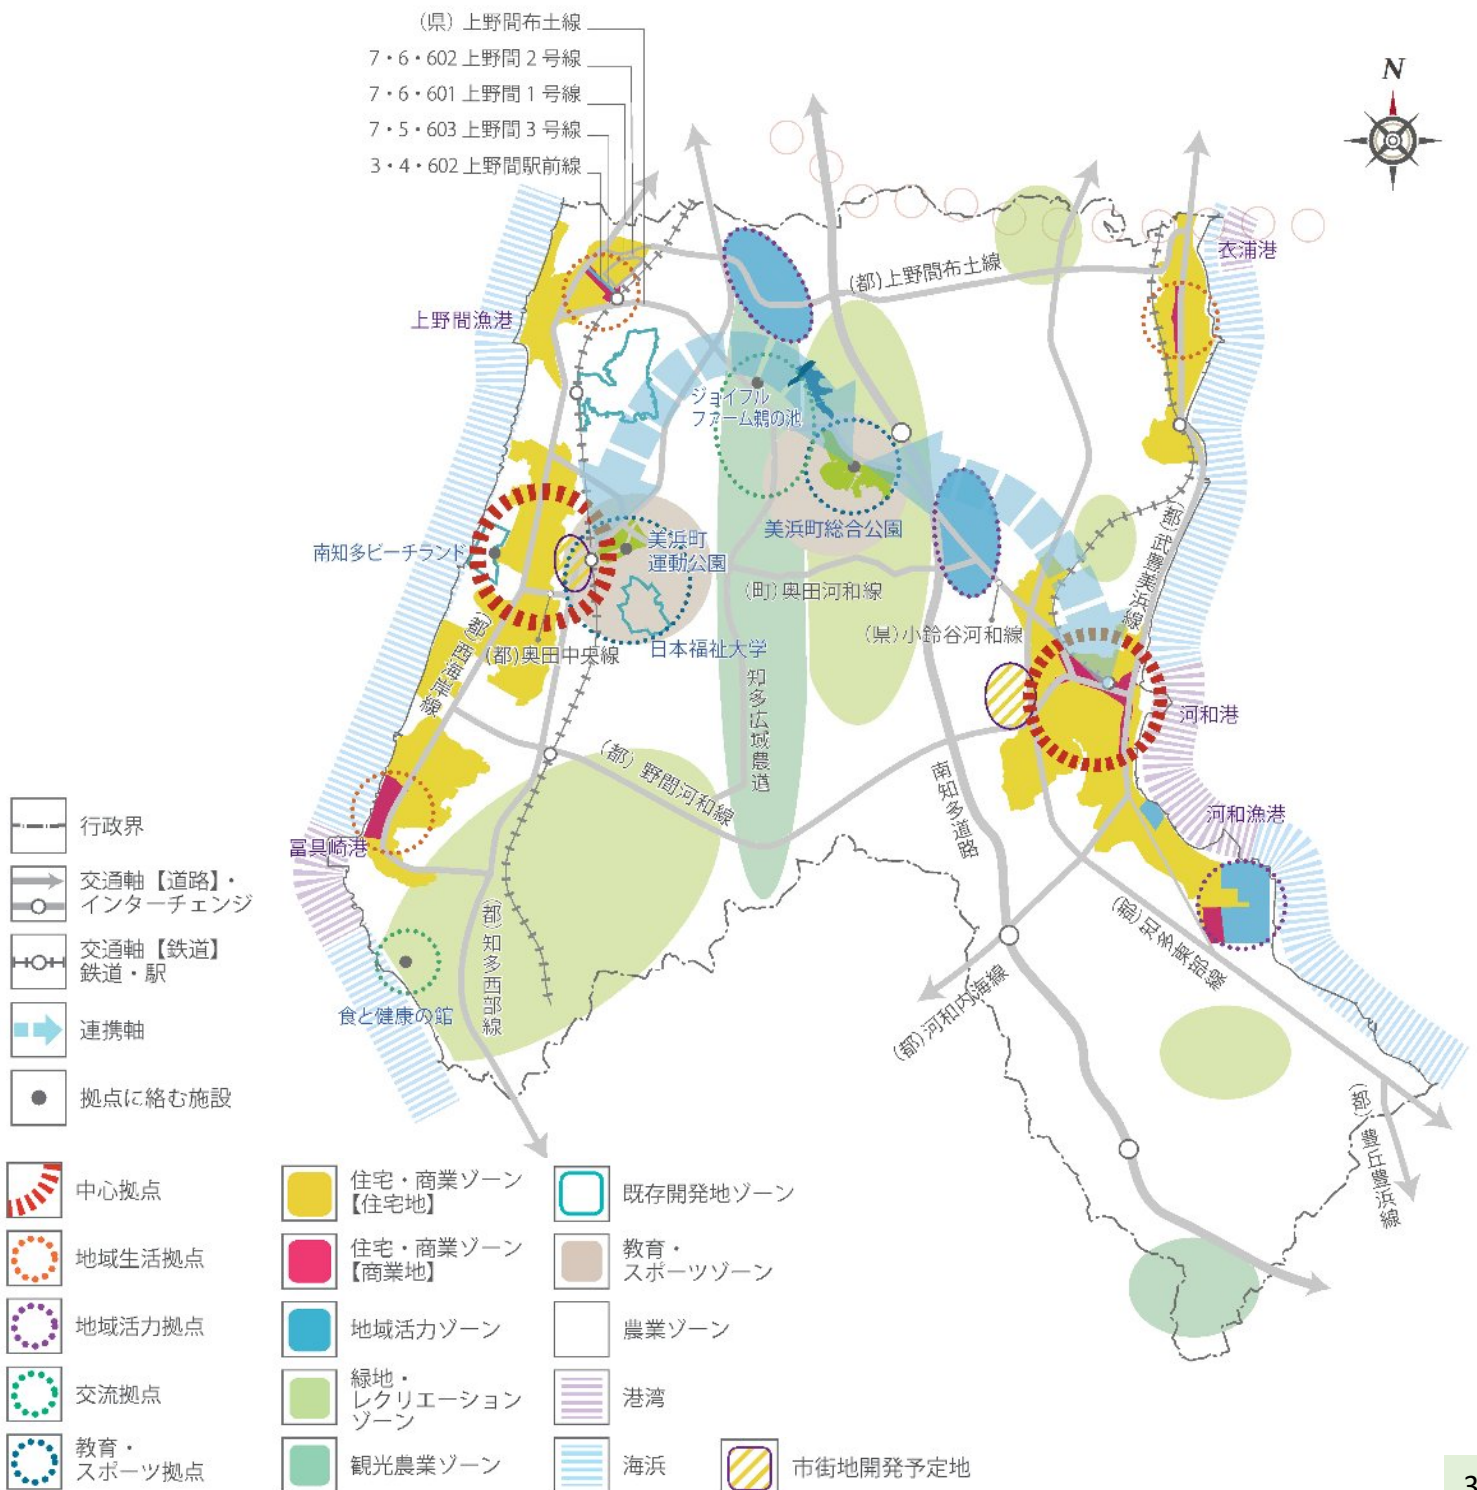 (県) 上野間布土線
7・6・602 上野間 2 号線
7・6・601 上野間 1 号線
7・5・603 上野間 3 号線
3・4・602 上野間駅前線
N
衣浦港
(都)上野間布土線
上野間漁港
ジョイフル
ファーム鵜の池
美浜町総合公園
南知多ビーチランド
美浜町
運動公園
(町)奥田河和線
(都)武豊美浜線
(県)小鈴谷河和線
日本福祉大学
(都)奥田中央線
(都)西海岸線
知多広域農道
河和港
(都)野間河和線
南知多道路
河和漁港
冨具崎港
(都)知多西部線
(都)知多東部線
食と健康の館
(都)河和内海線
(都)豊丘豊浜線
行政界
交通軸【道路】・
インターチェンジ
交通軸【鉄道】
鉄道・駅
連携軸
拠点に絡む施設
中心拠点
地域生活拠点
地域活力拠点
交流拠点
教育・
スポーツ拠点
住宅・商業ゾーン
【住宅地】
住宅・商業ゾーン
【商業地】
地域活力ゾーン
緑地・
レクリエーション
ゾーン
観光農業ゾーン
既存開発地ゾーン
教育・
スポーツゾーン
農業ゾーン
港湾
海浜
市街地開発予定地
3